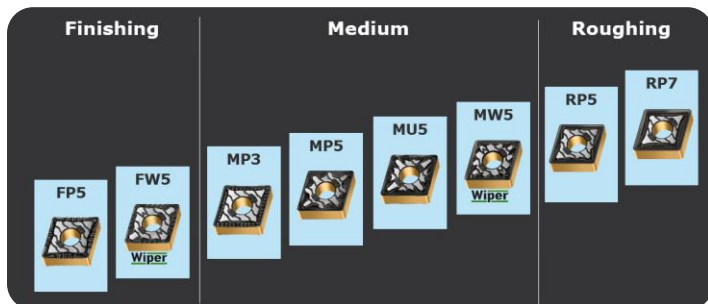 Finishing
Medium
Roughing
FP5
FW5
Wiper
MP3
MP5
MU5
MW5
Wiper
RP5
RP7